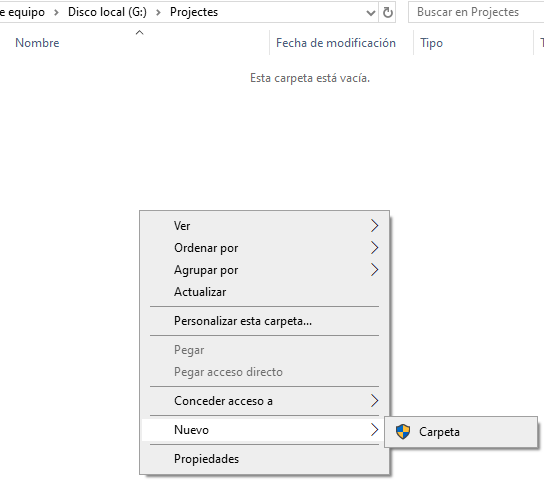 e equipo > Disco local (G:) > Projectes
Buscar en Projectes
Nombre Fecha de modificación Tipo T
Esta carpeta está vacía.
Ver
Ordenar por
Agrupar por
Actualizar
Personalizar esta carpeta...
Pegar
Pegar acceso directo
Conceder acceso a
Nuevo
Carpeta
Propiedades